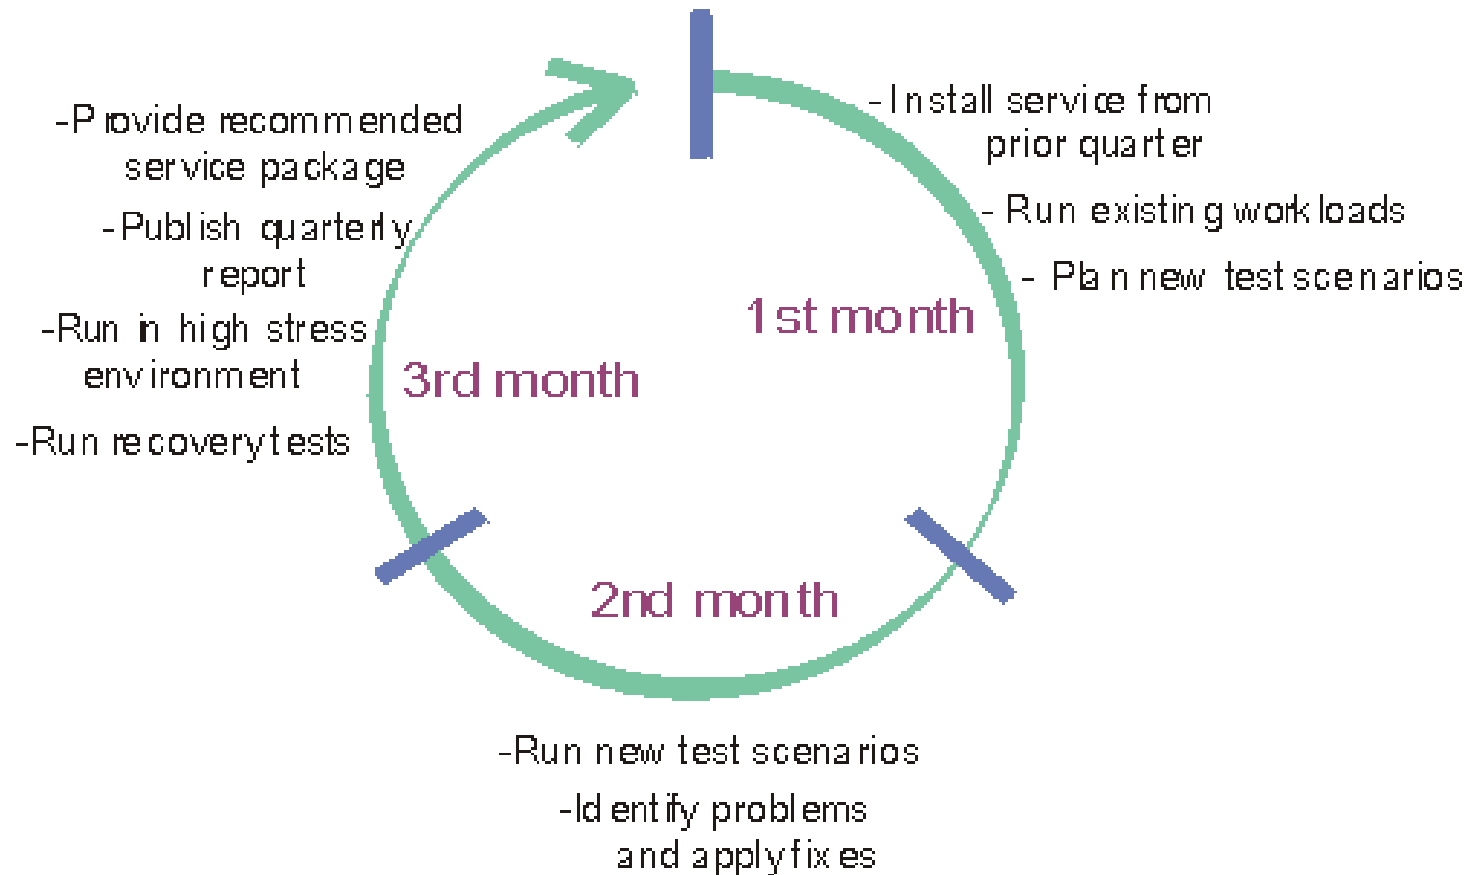 -Install service from
prior quarter
- Run existing workloads
- Plan new test scenarios
1st month
2nd month
-Run new test scenarios
-Identify problems
and apply fixes
3rd month
-Provide recommended
service package
-Publish quarterly
report
-Run in high stress
environment
-Run recovery tests